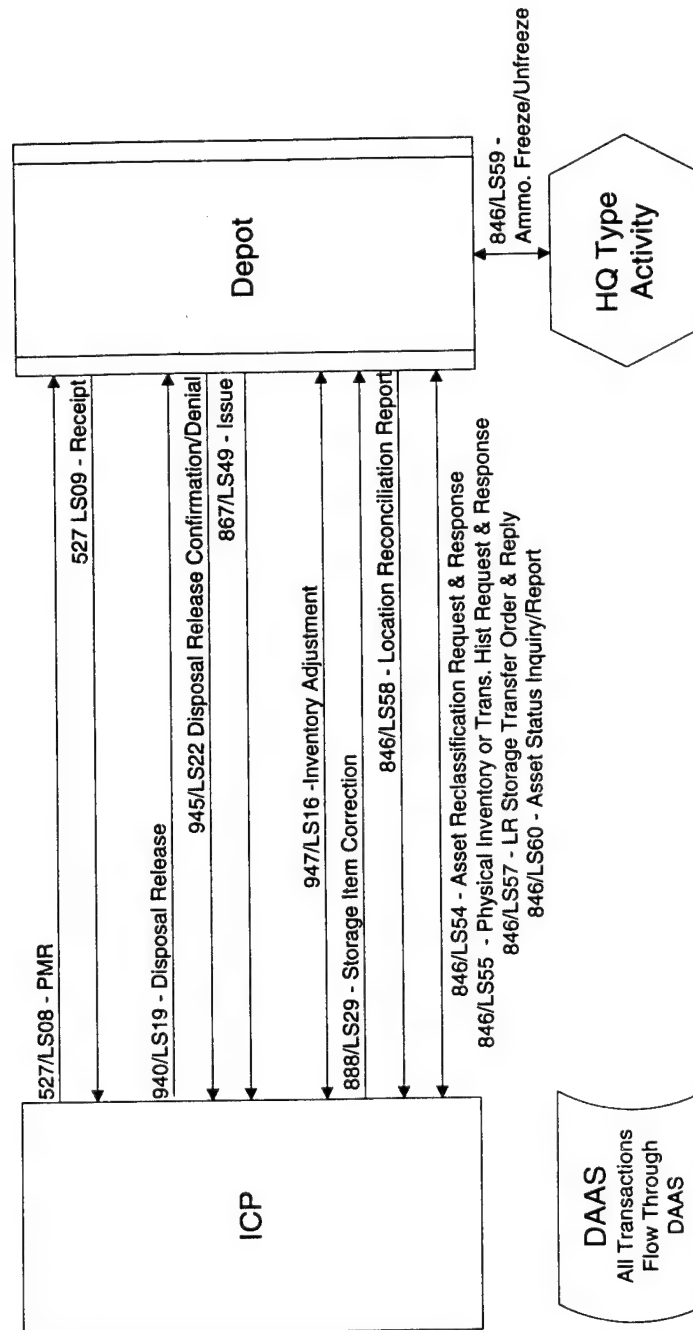 ICP
Depot
527/LS08 - PMR
527 LS09 - Receipt
940/LS19 - Disposal Release
945/LS22 Disposal Release Confirmation/Denial
867/LS49 - Issue
947/LS16 -Inventory Adjustment
888/LS29 - Storage Item Correction
846/LS58 - Location Reconciliation Report
846/LS54 - Asset Reclassification Request & Response
846/LS55 - Physical Inventory or Trans. Hist Request & Response
846/LS57 - LR Storage Transfer Order & Reply
846/LS60 - Asset Status Inquiry/Report
846/LS59 -
Ammo. Freeze/Unfreeze
DAAS
All Transactions
Flow Through
DAAS
HQ Type
Activity